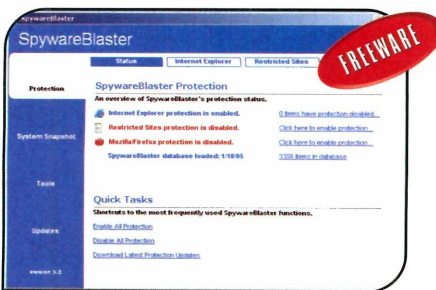 SpywareBlaster
SpywareBlaster
FREEWARE
Status
Internet Explorer
Restricted Sites
Protection
System Snapshot
Tools
Updates
Version 3.2
SpywareBlaster Protection
An overview of SpywareBlaster's protection status.
Internet Explorer protection is enabled.
0 items have protection disabled...
Restricted Sites protection is disabled.
Click here to enable protection...
Mozilla/Firefox protection is disabled.
Click here to enable protection...
SpywareBlaster database loaded: 1/18/05
3356 items in database
Quick Tasks
Shortcuts to the most frequently used SpywareBlaster functions.
Enable All Protection
Disable All Protection
Download Latest Protection Updates